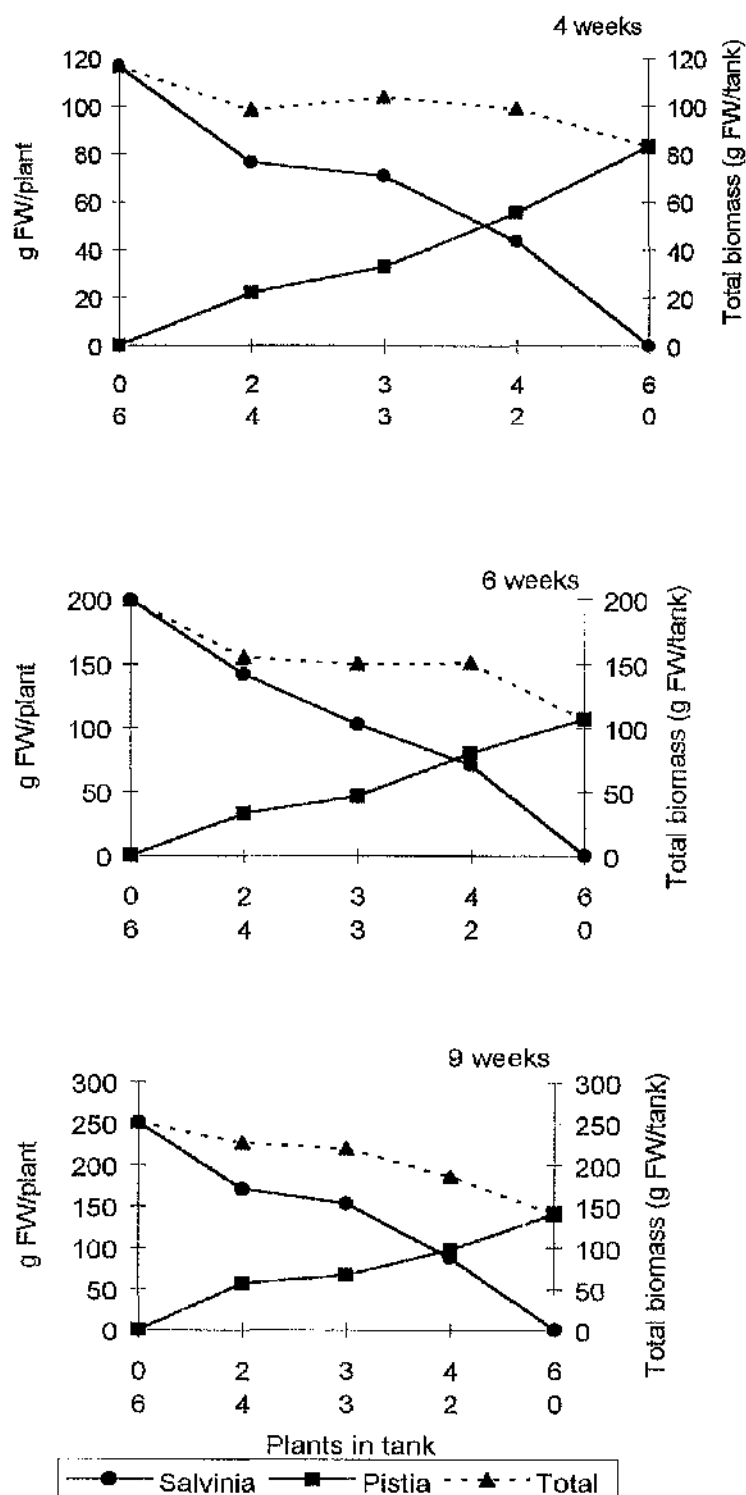 4 weeks
120 120
100 100
80 80
60 60
40 40
20 20
0 0
g FW/plant
Total biomass (g FW/tank)
0 2 3 4 6
6 4 3 2 0
6 weeks
200 200
150 150
100 100
50 50
0 0
g FW/plant
Total biomass (g FW/tank)
0 2 3 4 6
6 4 3 2 0
9 weeks
300 300
250 250
200 200
150 150
100 100
50 50
0 0
g FW/plant
Total biomass (g FW/tank)
0 2 3 4 6
6 4 3 2 0
Plants in tank
Salvinia Pistia Total